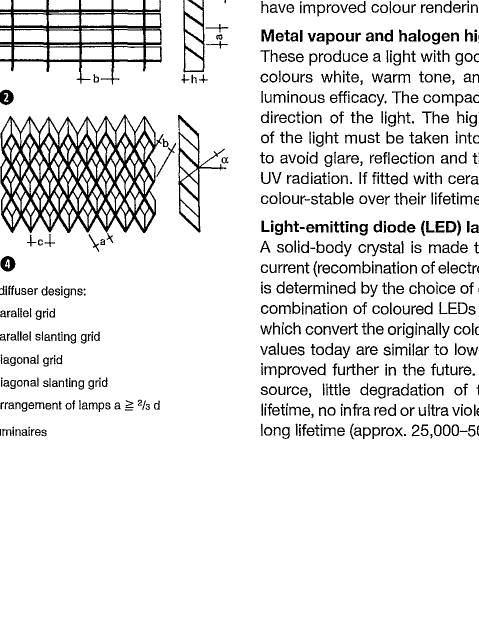 b
h
a
2
b
α
c
a
4
diffuser designs:
arallel grid
arallel slanting grid
iagonal grid
iagonal slanting grid
rrangement of lamps a ≧ 2/3 d
minaires
have improved colour renderin
Metal vapour and halogen hi
These produce a light with goo
colours white, warm tone, an
luminous efficacy. The compac
direction of the light. The hig
of the light must be taken into
to avoid glare, reflection and t
UV radiation. If fitted with cera
colour-stable over their lifetime
Light-emitting diode (LED) la
A solid-body crystal is made t
current (recombination of electro
is determined by the choice of
combination of coloured LEDs
which convert the originally colo
values today are similar to low-
improved further in the future.
source, little degradation of t
lifetime, no infra red or ultra viole
long lifetime (approx. 25,000–50